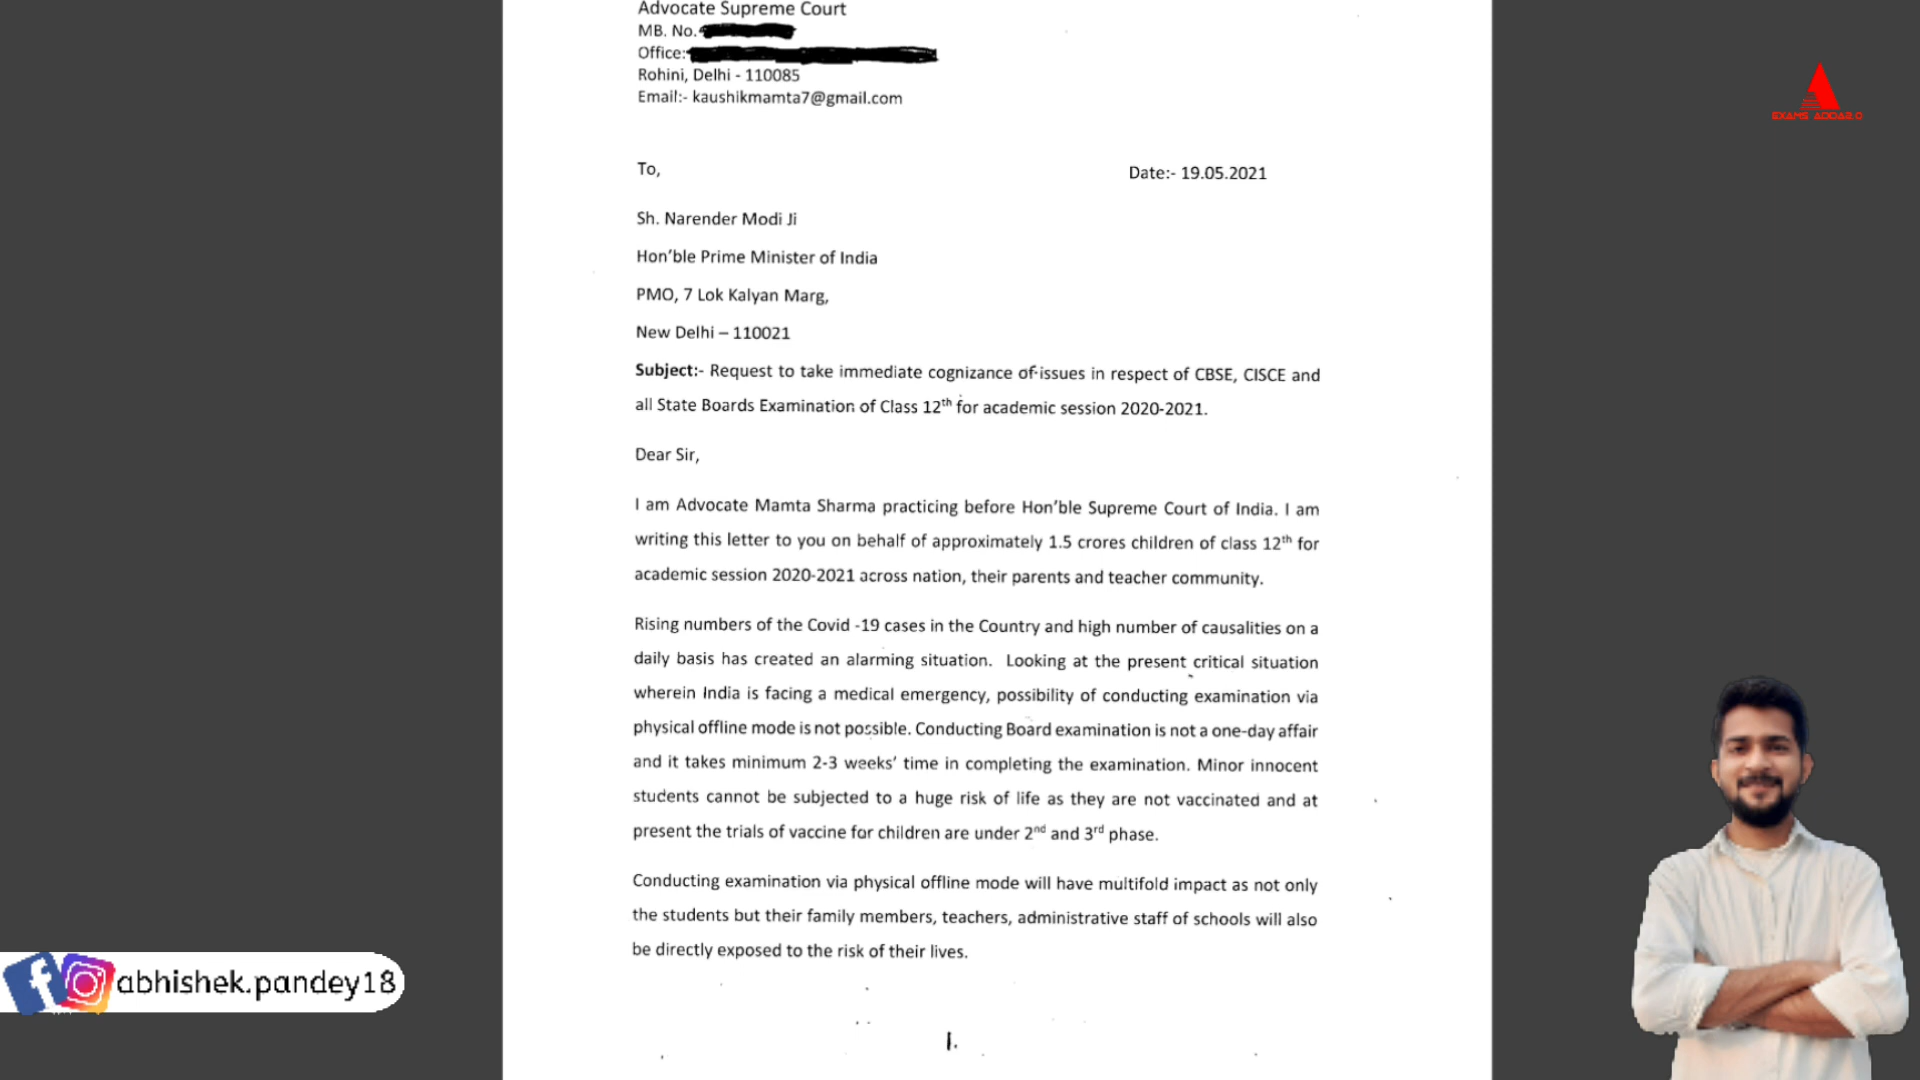 Advocate Supreme Court
MB. No.
Office:
Rohini, Delhi - 110085
Email:- kaushikmamta7@gmail.com
EXAMS ADDA2.0
To,
Date:- 19.05.2021
Sh. Narender Modi Ji
Hon'ble Prime Minister of India
PMO, 7 Lok Kalyan Marg,
New Delhi – 110021
Subject:- Request to take immediate cognizance of issues in respect of CBSE, CISCE and
all State Boards Examination of Class 12th for academic session 2020-2021.
Dear Sir,
I am Advocate Mamta Sharma practicing before Hon'ble Supreme Court of India. I am
writing this letter to you on behalf of approximately 1.5 crores children of class 12th for
academic session 2020-2021 across nation, their parents and teacher community.
Rising numbers of the Covid -19 cases in the Country and high number of causalities on a
daily basis has created an alarming situation. Looking at the present critical situation
wherein India is facing a medical emergency, possibility of conducting examination via
physical offline mode is not possible. Conducting Board examination is not a one-day affair
and it takes minimum 2-3 weeks' time in completing the examination. Minor innocent
students cannot be subjected to a huge risk of life as they are not vaccinated and at
present the trials of vaccine for children are under 2nd and 3rd phase.
Conducting examination via physical offline mode will have multifold impact as not only
the students but their family members, teachers, administrative staff of schools will also
be directly exposed to the risk of their lives.
abhishek.pandey18
1.